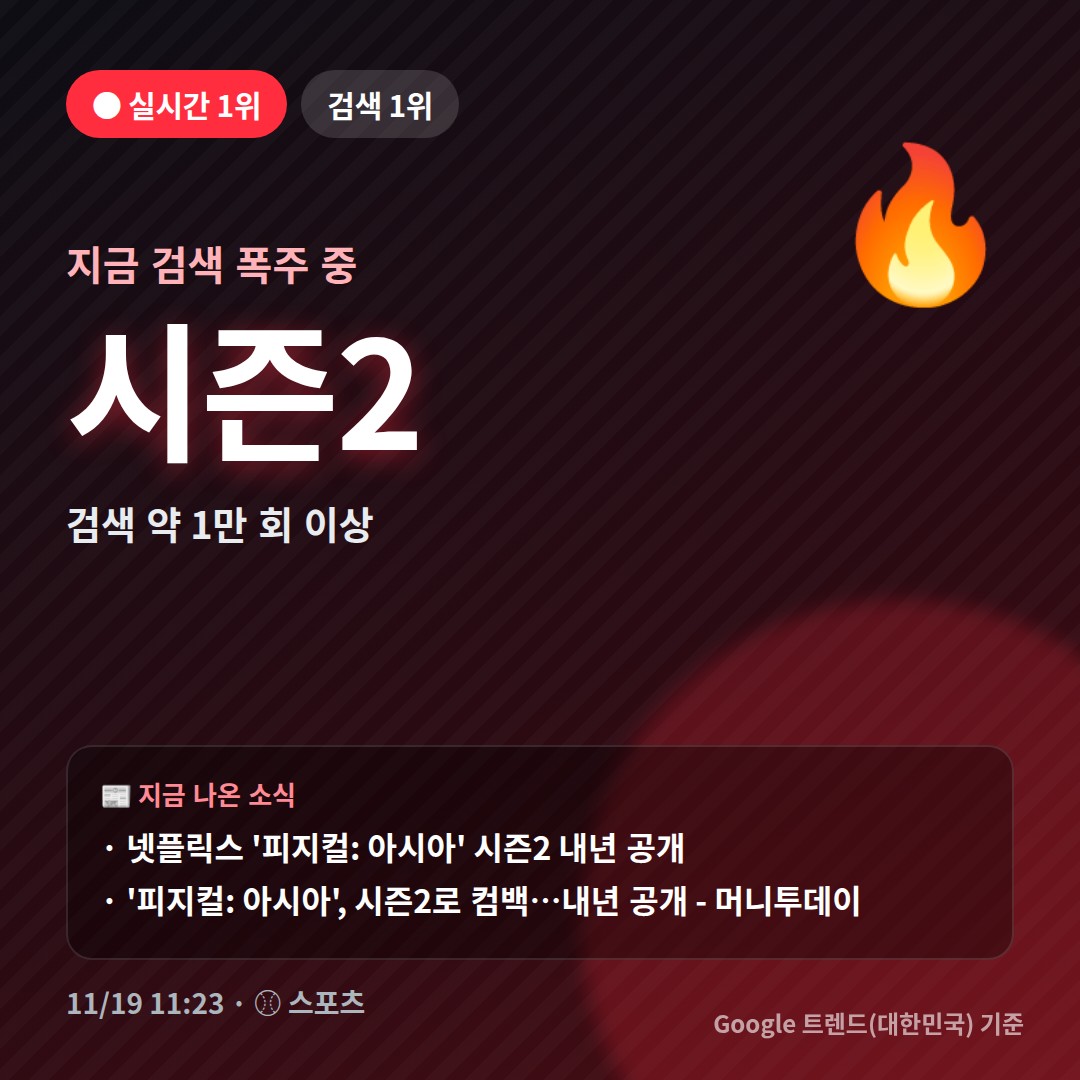 실시간 1위
검색 1위
지금 검색 폭주 중
시즌2
검색 약 1만 회 이상
지금 나온 소식
· 넷플릭스 '피지컬: 아시아' 시즌2 내년 공개
· '피지컬: 아시아', 시즌2로 컴백…내년 공개 - 머니투데이
11/19 11:23 · ⚾ 스포츠
Google 트렌드(대한민국) 기준